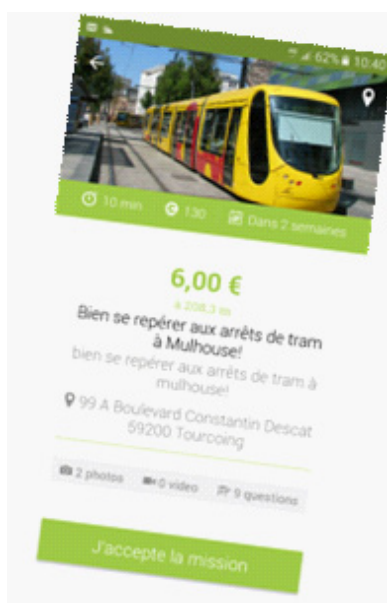 62% 10:40
10 min 130 Dans 2 semaines
6,00 €
à 208,3 m
Bien se repérer aux arrêts de tram
à Mulhouse!
bien se repérer aux arrêts de tram à
mulhouse!
99 A Boulevard Constantin Descat
59200 Tourcoing
2 photos 0 video 9 questions
J'accepte la mission